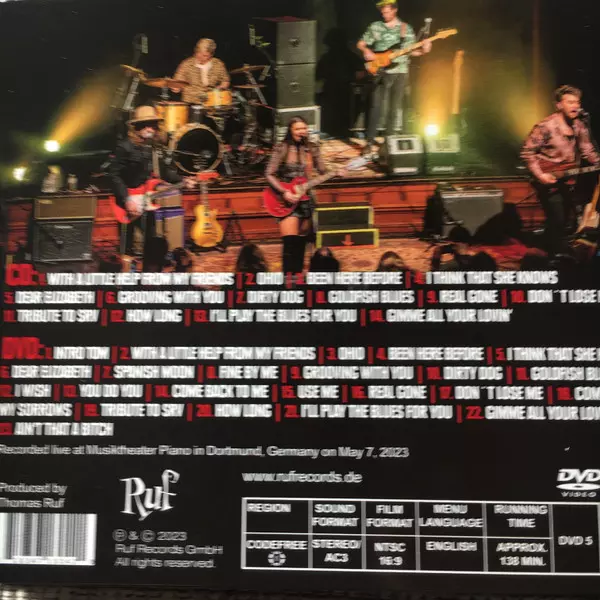 CD: 1. WITH A LITTLE HELP FROM MY FRIENDS | 2. OHIO | 3. BEEN HERE BEFORE | 4. I THINK THAT SHE KNOWS
5. DEAR ELIZABETH | 6. GROOVING WITH YOU | 7. DIRTY DOG | 8. GOLDFISH BLUES | 9. REAL GONE | 10. DON´T LOSE
11. TRIBUTE TO SRV | 12. HOW LONG | 13. I'LL PLAY THE BLUES FOR YOU | 14. GIMME ALL YOUR LOVIN'
DVD: 1. INTRO TOM | 2. WITH A LITTLE HELP FROM MY FRIENDS | 3. OHIO | 4. BEEN HERE BEFORE | 5. I THINK THAT
6. DEAR ELIZABETH | 7. SPANISH MOON | 8. FINE BY ME | 9. GROOVING WITH YOU | 10. DIRTY DOG | 11. GOLDFISH
12. I WISH | 13. YOU DO YOU | 14. COME BACK TO ME | 15. USE ME | 16. REAL GONE | 17. DON´T LOSE ME | 18. COME
MY SORROWS | 19. TRIBUTE TO SRV | 20. HOW LONG | 21. I'LL PLAY THE BLUES FOR YOU | 22. GIMME ALL YOUR
23. AIN'T THAT A BITCH
Recorded live at Musiktheater Piano in Dortmund, Germany on May 7, 2023
Produced by
Thomas Ruf
Ruf
℗ & © 2023
Ruf Records GmbH
All rights reserved.
www.rufrecords.de
DVD
VIDEO
REGION | SOUND FORMAT | FILM FORMAT | MENU LANGUAGE | RUNNING TIME | DVD 5
CODEFREE | STEREO/ AC3 | NTSC 16:9 | ENGLISH | APPROX. 138 MIN.